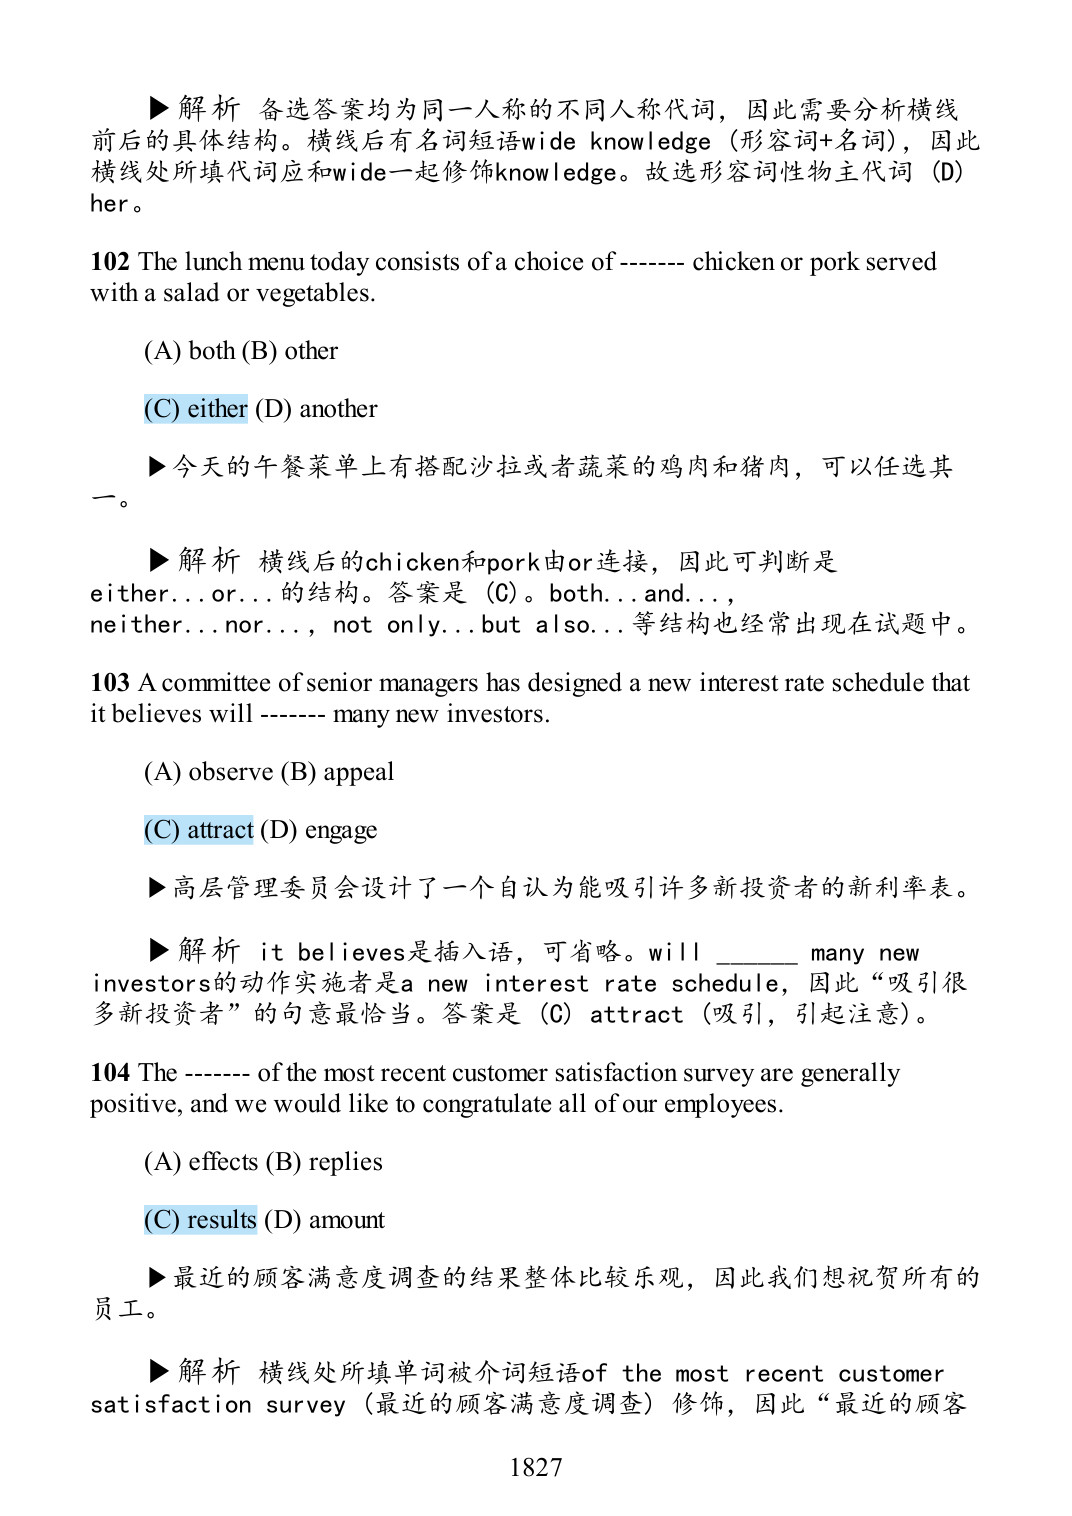 ▶解析 备选答案均为同一人称的不同人称代词，因此需要分析横线
前后的具体结构。横线后有名词短语wide knowledge（形容词+名词），因此
横线处所填代词应和wide一起修饰knowledge。故选形容词性物主代词（D）
her。
102 The lunch menu today consists of a choice of ------- chicken or pork served
with a salad or vegetables.
(A) both (B) other
(C) either (D) another
▶今天的午餐菜单上有搭配沙拉或者蔬菜的鸡肉和猪肉，可以任选其
一。
▶解析 横线后的chicken和pork由or连接，因此可判断是
either...or...的结构。答案是（C）。both...and...，
neither...nor...，not only...but also...等结构也经常出现在试题中。
103 A committee of senior managers has designed a new interest rate schedule that
it believes will ------- many new investors.
(A) observe (B) appeal
(C) attract (D) engage
▶高层管理委员会设计了一个自认为能吸引许多新投资者的新利率表。
▶解析 it believes是插入语，可省略。will ______ many new
investors的动作实施者是a new interest rate schedule，因此“吸引很
多新投资者”的句意最恰当。答案是（C）attract（吸引，引起注意）。
104 The ------- of the most recent customer satisfaction survey are generally
positive, and we would like to congratulate all of our employees.
(A) effects (B) replies
(C) results (D) amount
▶最近的顾客满意度调查的结果整体比较乐观，因此我们想祝贺所有的
员工。
▶解析 横线处所填单词被介词短语of the most recent customer
satisfaction survey（最近的顾客满意度调查）修饰，因此“最近的顾客
1827